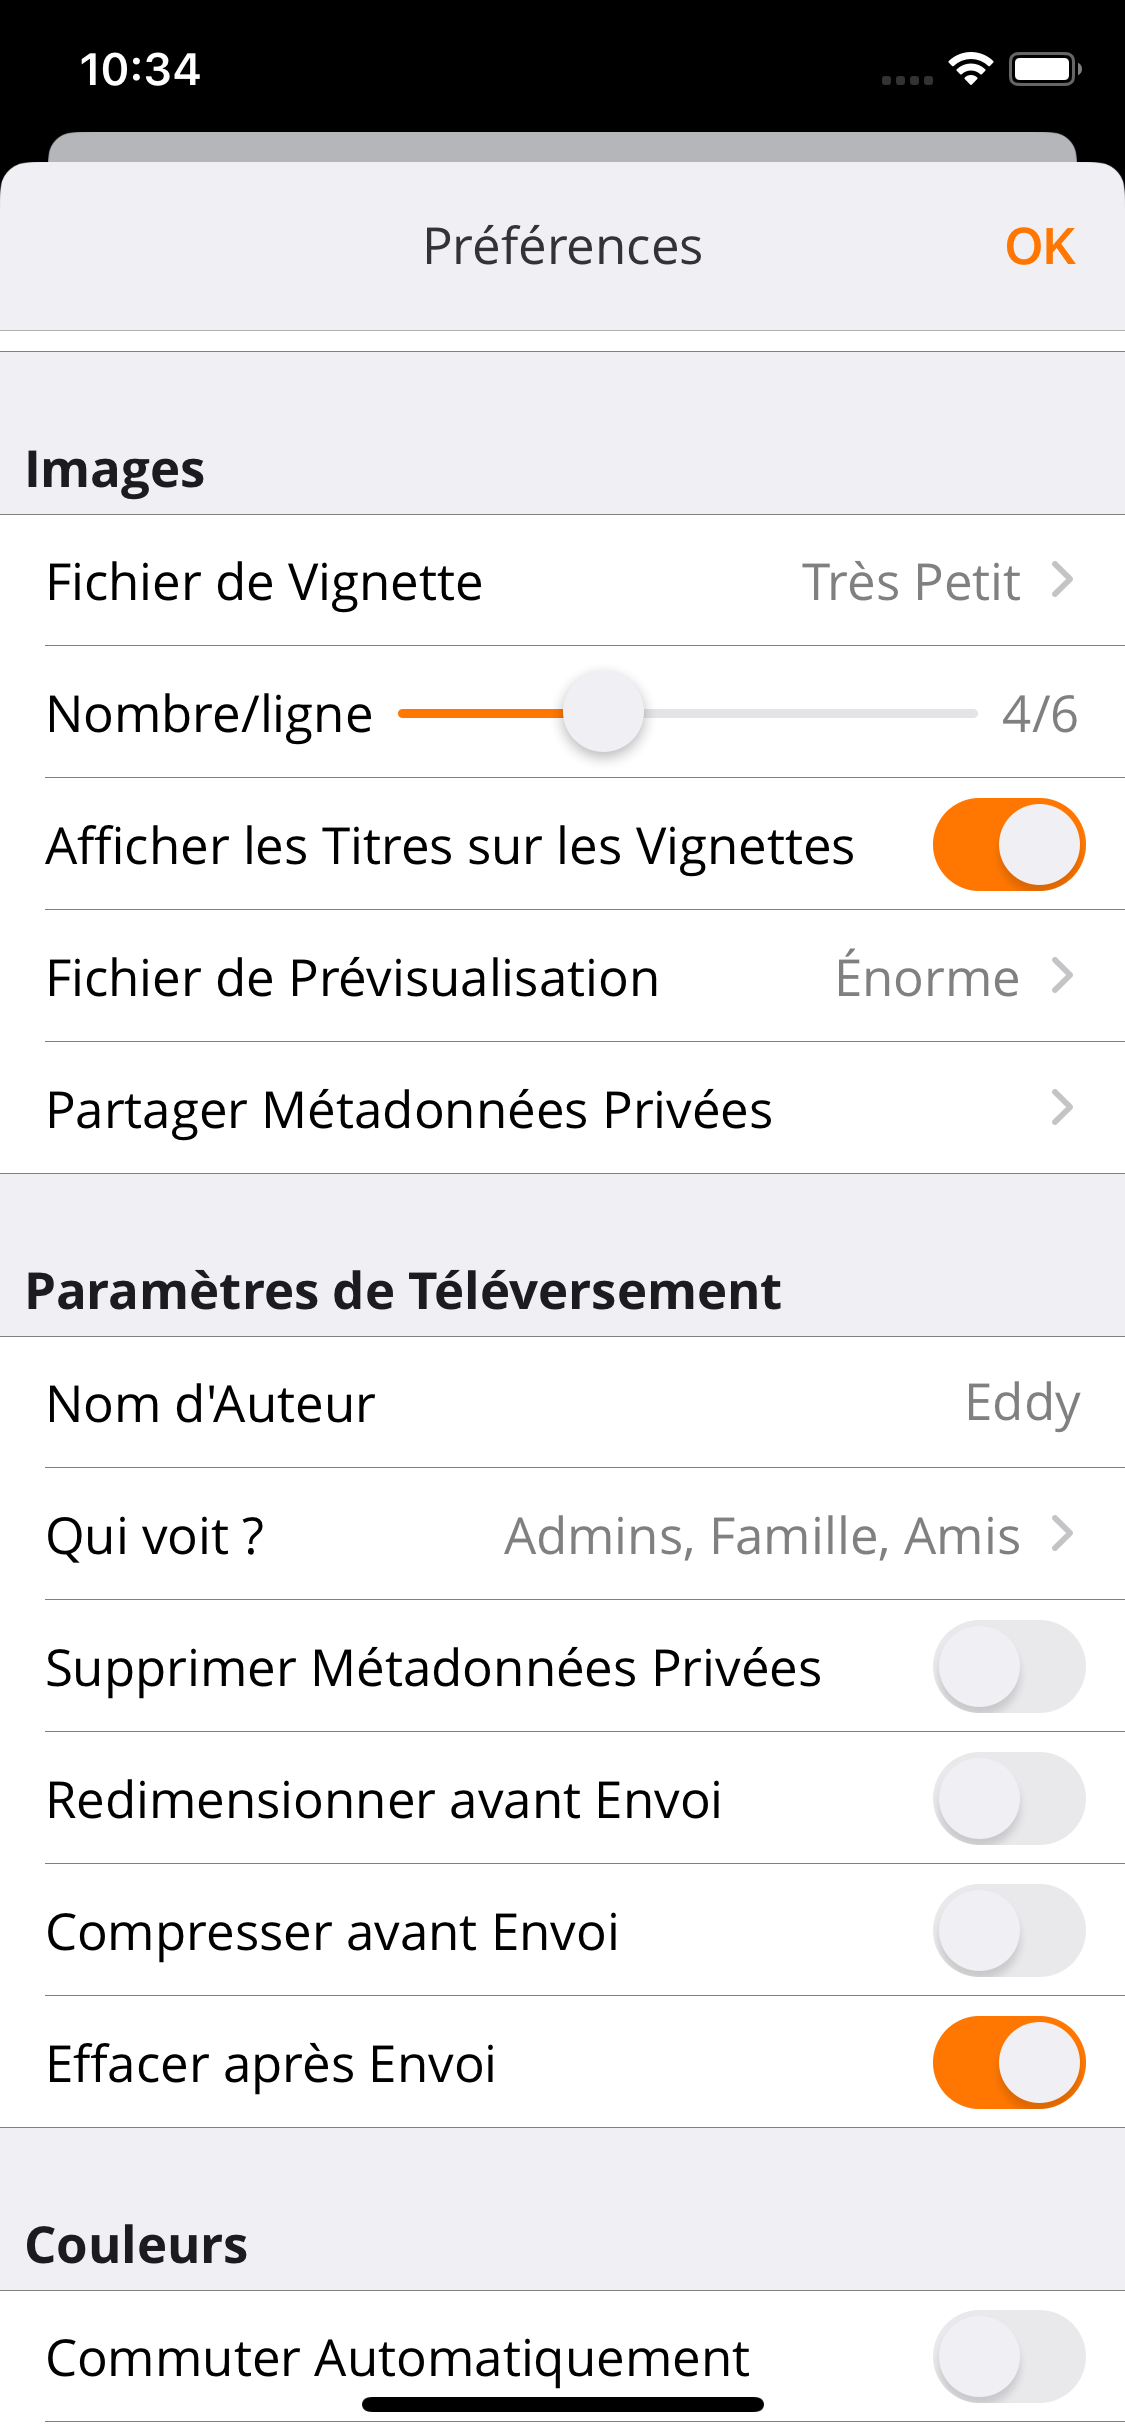 10:34
Préférences OK
Images
Fichier de Vignette Très Petit
Nombre/ligne 4/6
Afficher les Titres sur les Vignettes
Fichier de Prévisualisation Énorme
Partager Métadonnées Privées
Paramètres de Téléversement
Nom d'Auteur Eddy
Qui voit ? Admins, Famille, Amis
Supprimer Métadonnées Privées
Redimensionner avant Envoi
Compresser avant Envoi
Effacer après Envoi
Couleurs
Commuter Automatiquement